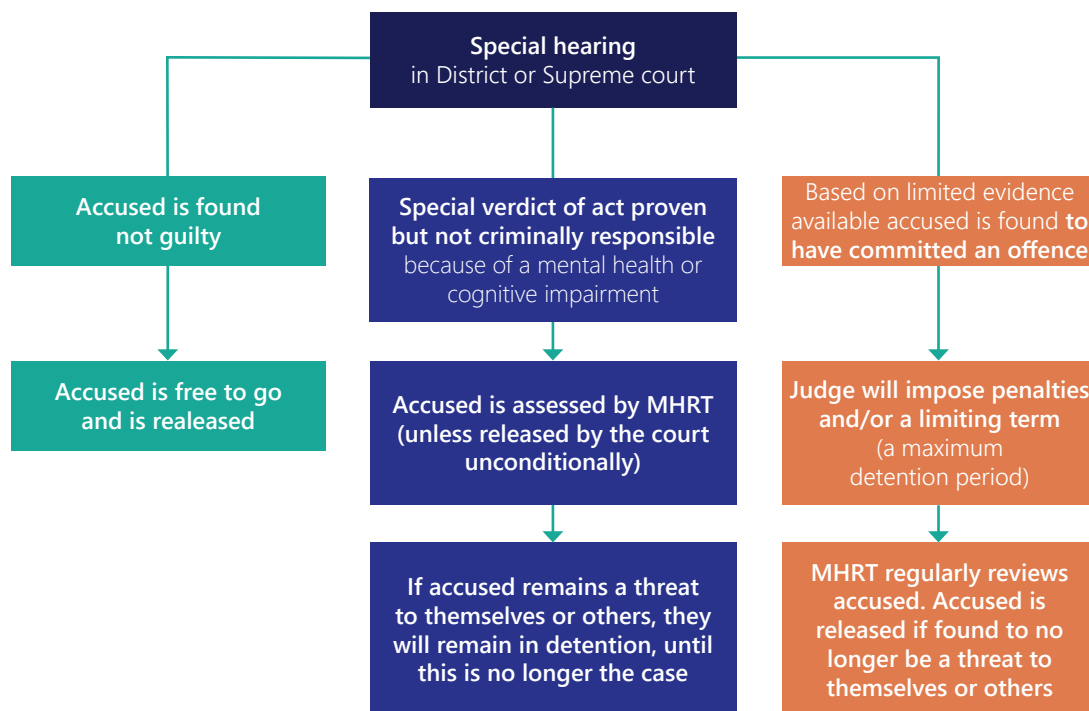 Special hearing
in District or Supreme court
Accused is found
not guilty
Accused is free to go
and is realeased
Special verdict of act proven
but not criminally responsible
because of a mental health or
cognitive impairment
Accused is assessed by MHRT
(unless released by the court
unconditionally)
If accused remains a threat
to themselves or others, they
will remain in detention, until
this is no longer the case
Based on limited evidence
available accused is found to
have committed an offence
Judge will impose penalties
and/or a limiting term
(a maximum
detention period)
MHRT regularly reviews
accused. Accused is
released if found to no
longer be a threat to
themselves or others